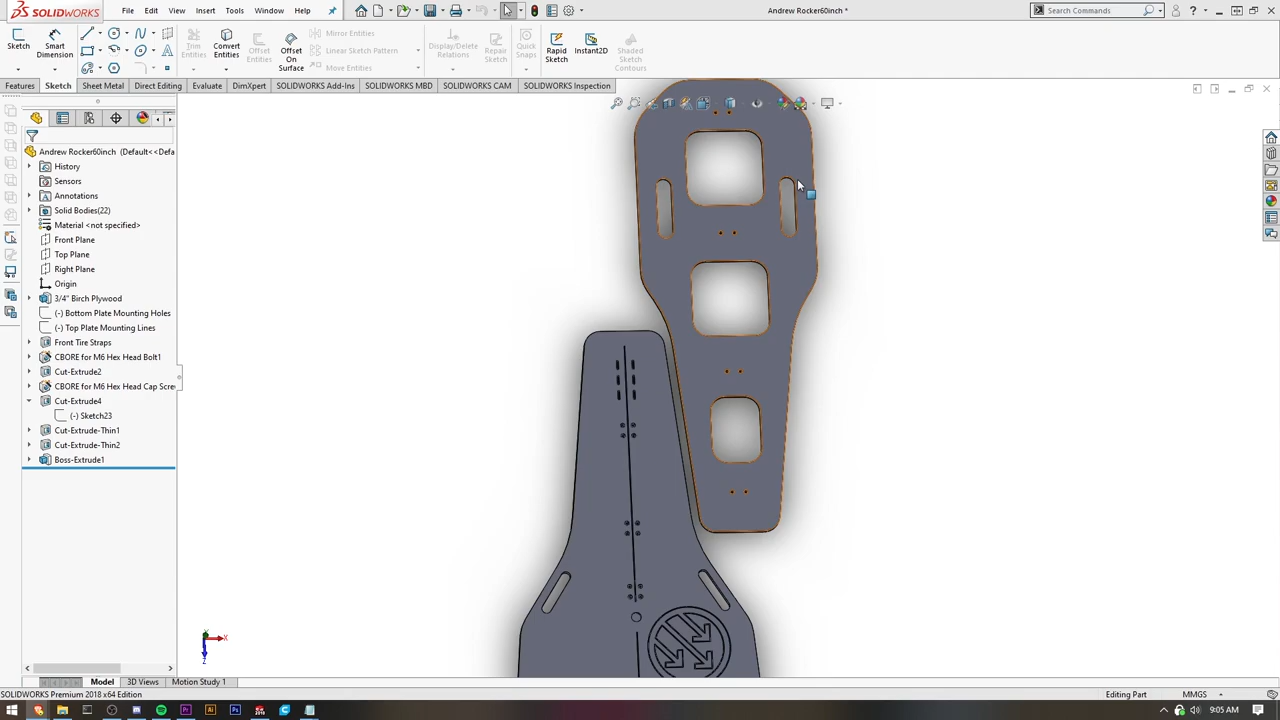 SOLIDWORKS File Edit View Insert Tools Window Help Andrew Rocker60inch * Search Commands
Sketch Smart Dimension Trim Entities Convert Entities Offset Entities Offset On Surface Mirror Entities Linear Sketch Pattern Move Entities Display/Delete Relations Repair Sketch Quick Snaps Rapid Sketch Instant2D Shaded Sketch Contours
Features Sketch Sheet Metal Direct Editing Evaluate DimXpert SOLIDWORKS Add-Ins SOLIDWORKS MBD SOLIDWORKS CAM SOLIDWORKS Inspection
Andrew Rocker60inch (Default<<Defa
History
Sensors
Annotations
Solid Bodies(22)
Material <not specified>
Front Plane
Top Plane
Right Plane
Origin
3/4" Birch Plywood
(-) Bottom Plate Mounting Holes
(-) Top Plate Mounting Lines
Front Tire Straps
CBORE for M6 Hex Head Bolt1
Cut-Extrude2
CBORE for M6 Hex Head Cap Scre
Cut-Extrude4
(-) Sketch23
Cut-Extrude-Thin1
Cut-Extrude-Thin2
Boss-Extrude1
X
Z
Model 3D Views Motion Study 1
SOLIDWORKS Premium 2018 x64 Edition Editing Part MMGS
9:05 AM